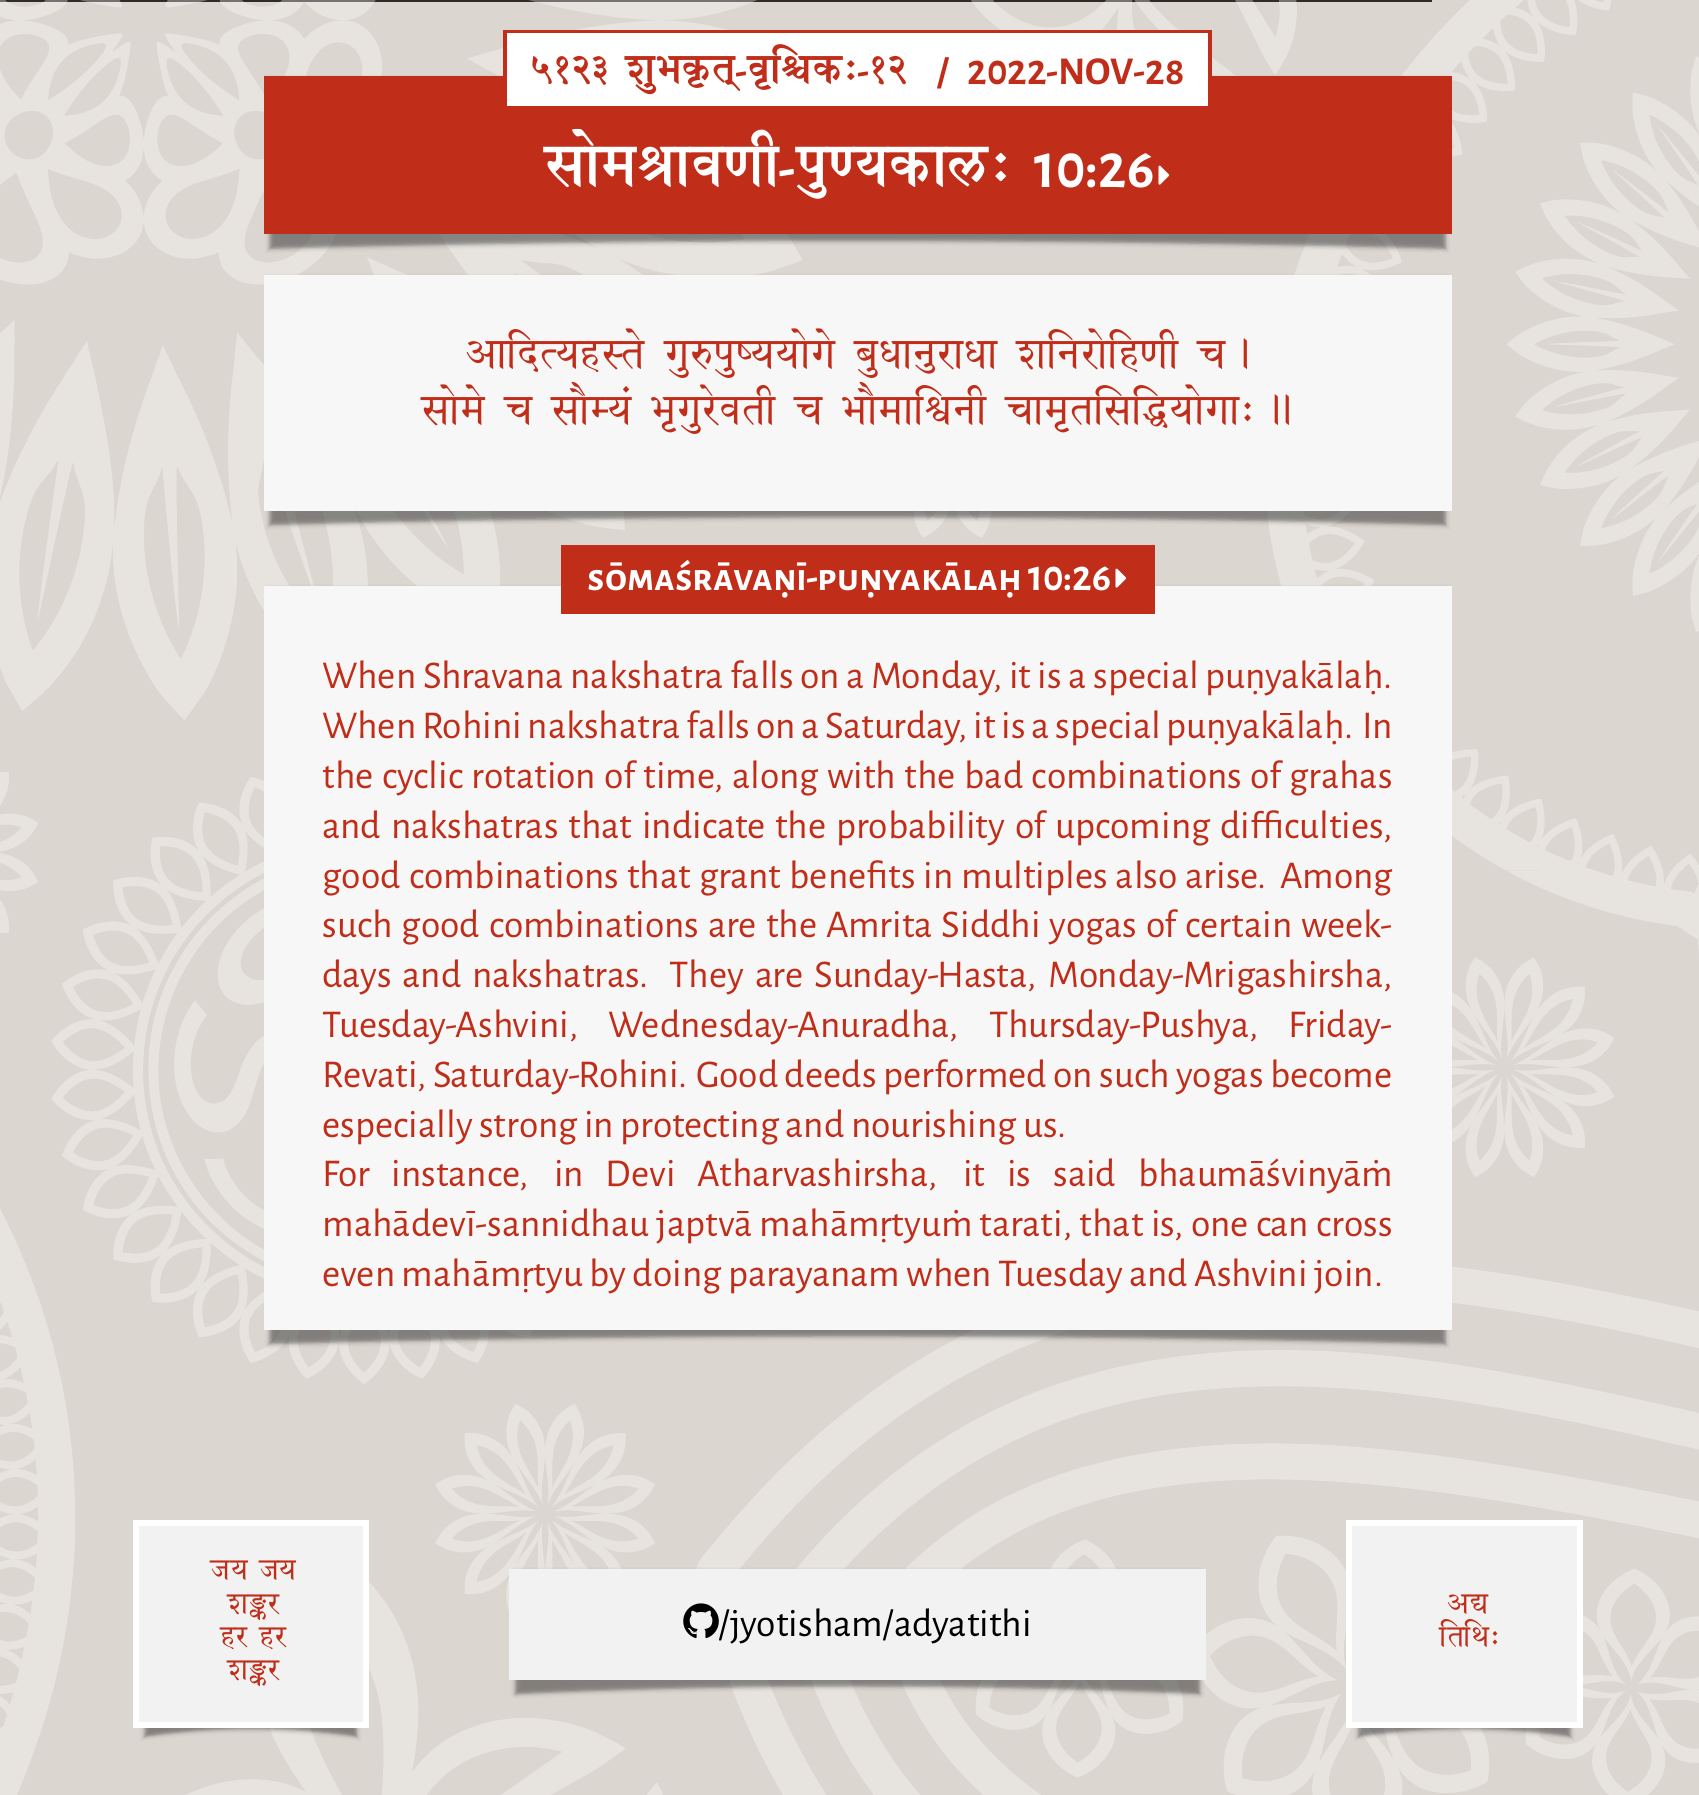 ५१२३ शुभकृत्-वृश्चिकः-१२ / 2022-NOV-28
सोमश्रावणी-पुण्यकालः 10:26▸
आदित्यहस्ते गुरुपुष्ययोगे बुधानुराधा शनिरोहिणी च।
सोमे च सौम्यं भृगुरेवती च भौमाश्विनी चामृतसिद्धियोगाः॥
SŌMAŚRĀVAṆĪ-PUṆYAKĀLAḤ 10:26▸
When Shravana nakshatra falls on a Monday, it is a special puṇyakālaḥ.
When Rohini nakshatra falls on a Saturday, it is a special puṇyakālaḥ. In
the cyclic rotation of time, along with the bad combinations of grahas
and nakshatras that indicate the probability of upcoming difficulties,
good combinations that grant benefits in multiples also arise. Among
such good combinations are the Amrita Siddhi yogas of certain week-
days and nakshatras. They are Sunday-Hasta, Monday-Mrigashirsha,
Tuesday-Ashvini, Wednesday-Anuradha, Thursday-Pushya, Friday-
Revati, Saturday-Rohini. Good deeds performed on such yogas become
especially strong in protecting and nourishing us.
For instance, in Devi Atharvashirsha, it is said bhaumāśvinyāṁ
mahādevī-sannidhau japtvā mahāmṛtyuṁ tarati, that is, one can cross
even mahāmṛtyu by doing parayanam when Tuesday and Ashvini join.
जय जय
शङ्कर
हर हर
शङ्कर
/jyotisham/adyatithi
अद्य
तिथिः